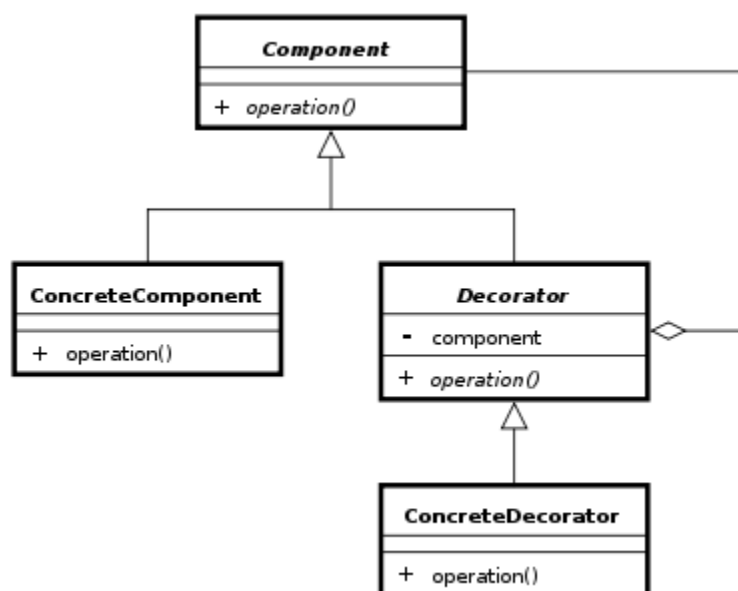 Component
+ operation()
ConcreteComponent
+ operation()
Decorator
- component
+ operation()
ConcreteDecorator
+ operation()